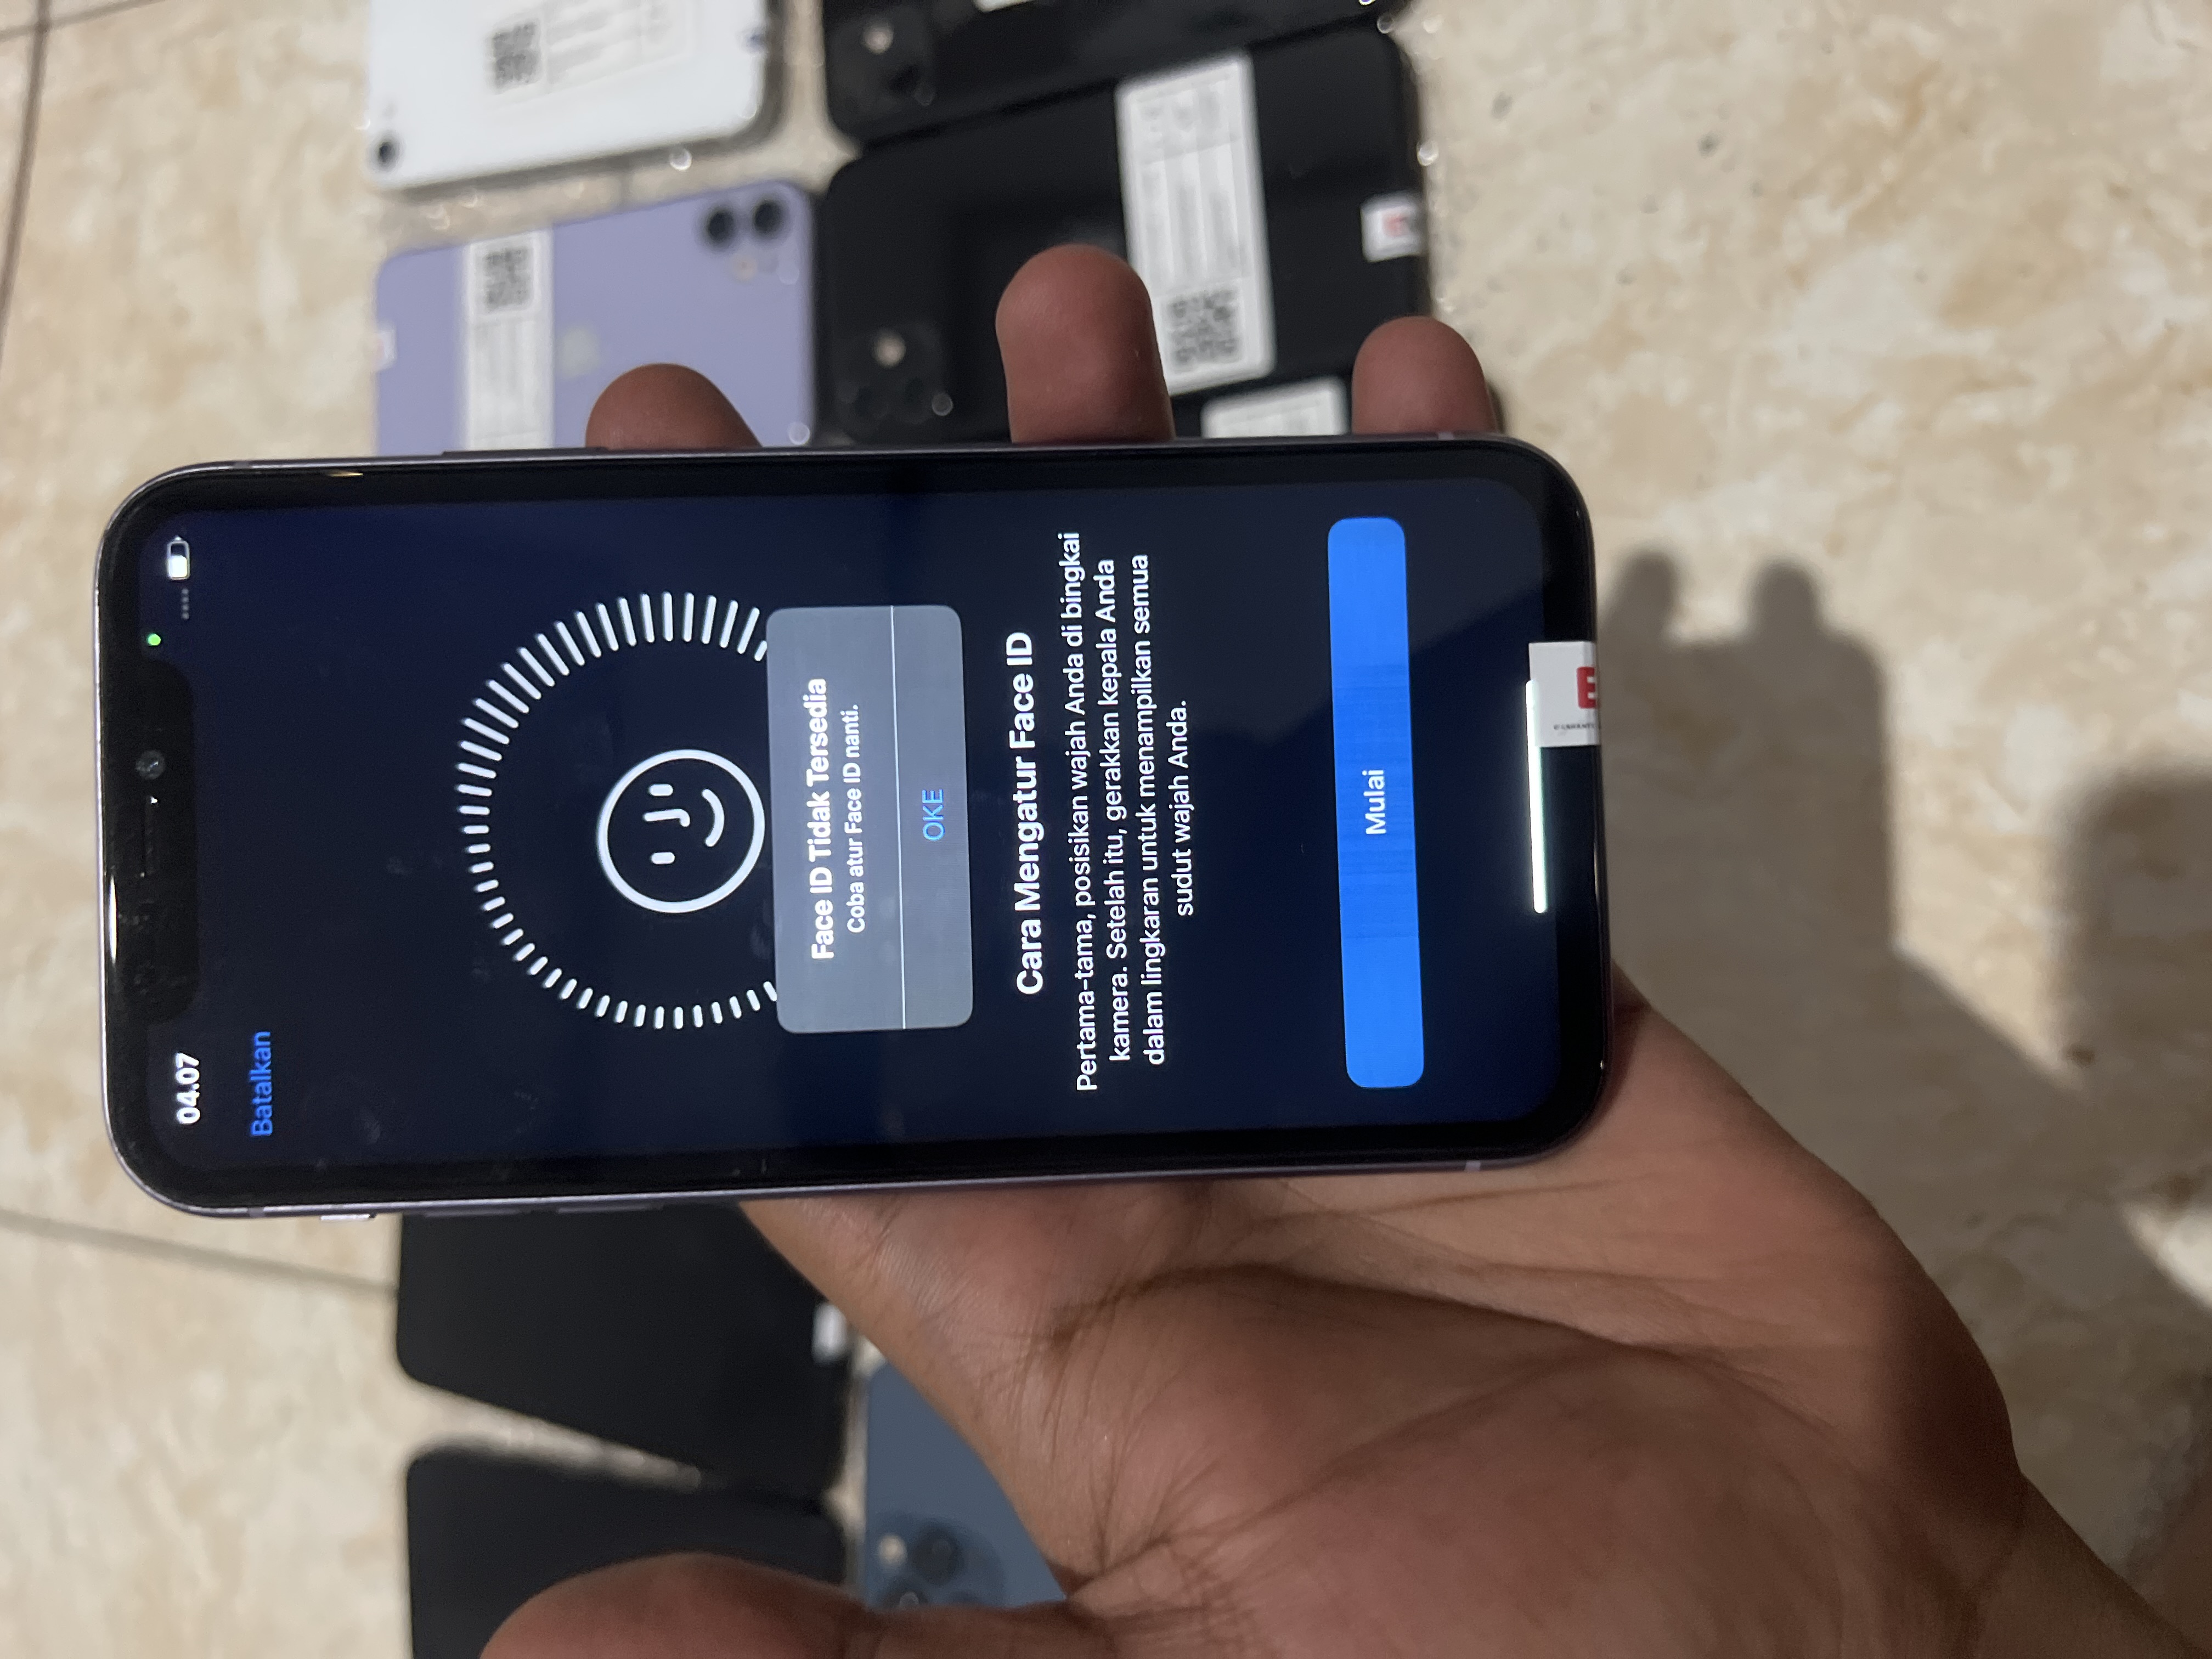 04.07
Batalkan
Face ID Tidak Tersedia
Coba atur Face ID nanti.
OKE
Cara Mengatur Face ID
Pertama-tama, posisikan wajah Anda di bingkai
kamera. Setelah itu, gerakkan kepala Anda
dalam lingkaran untuk menampilkan semua
sudut wajah Anda.
Mulai